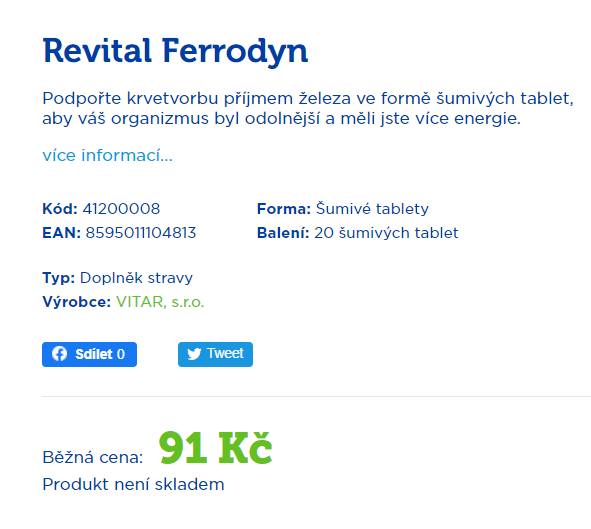 Revital Ferrodyn
Podpořte krvetvorbu příjmem železa ve formě šumivých tablet,
aby váš organizmus byl odolnější a měli jste více energie.
více informací...
Kód: 41200008 Forma: Šumivé tablety
EAN: 8595011104813 Balení: 20 šumivých tablet
Typ: Doplněk stravy
Výrobce: VITAR, s.r.o.
Sdílet 0 Tweet
Běžná cena: 91 Kč
Produkt není skladem